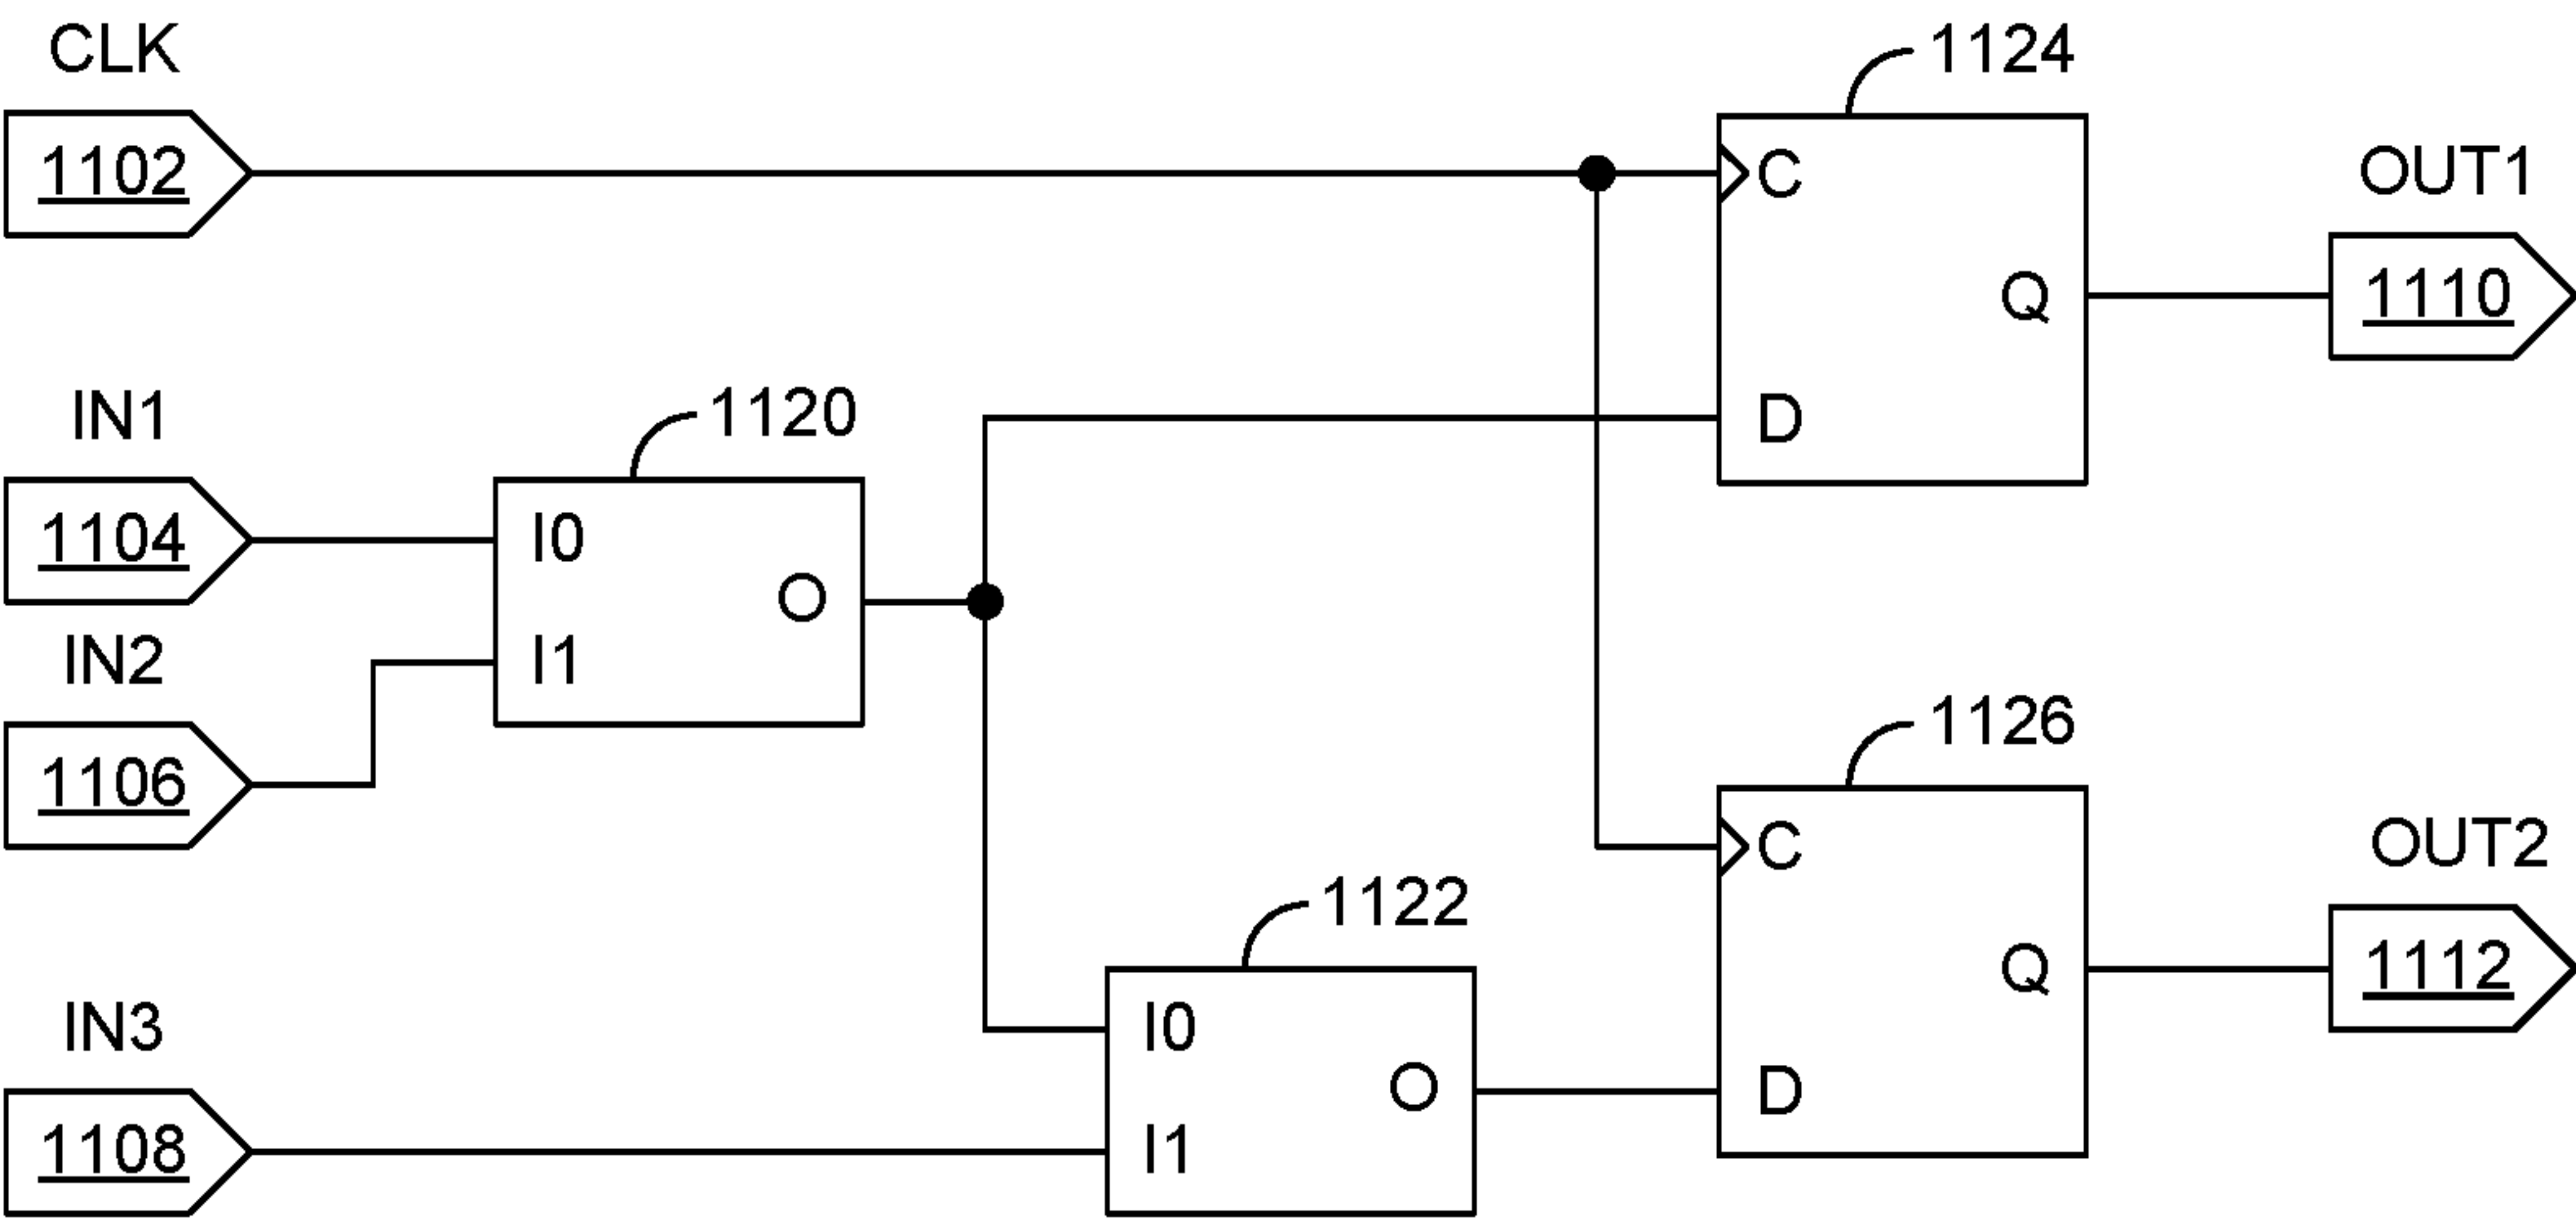 CLK
1102
1124
C
Q
D
OUT1
1110
IN1
1104
1120
I0
O
I1
IN2
1106
1126
C
Q
D
OUT2
1112
1122
I0
O
I1
IN3
1108